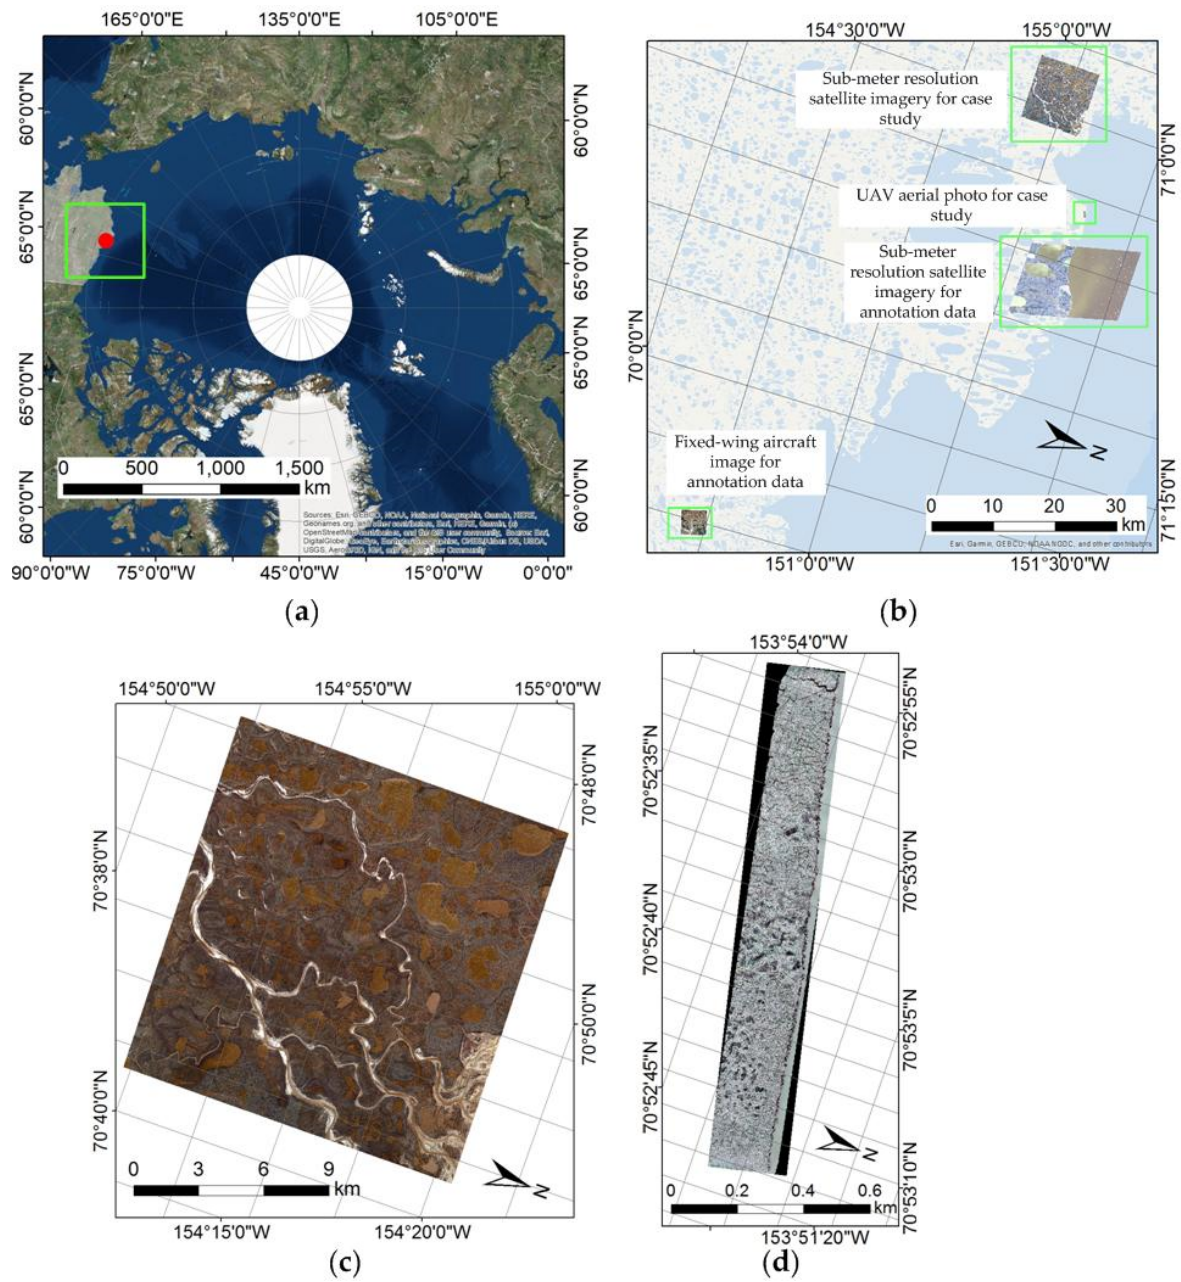 165°0'0"E
135°0'0"E
105°0'0"E
60°0'0"N
65°0'0"N
65°0'0"N
60°0'0"N
60°0'0"N
65°0'0"N
65°0'0"N
60°0'0"N
0 500 1,000 1,500
km
90°0'0"W
75°0'0"W
45°0'0"W
15°0'0"W
0°0'0"
(a)
154°30'0"W
155°0'0"W
Sub-meter resolution
satellite imagery for case
study
UAV aerial photo for case
study
Sub-meter
resolution satellite
imagery for
annotation data
Fixed-wing aircraft
image for
annotation data
70°0'0"N
71°0'0"N
71°15'0"N
N
0 10 20 30
km
Esri, Garmin, GEBCO, NOAA NGDC, and other contributors
151°0'0"W
151°30'0"W
(b)
154°50'0"W
154°55'0"W
155°0'0"W
70°38'0"N
70°40'0"N
70°48'0"N
70°50'0"N
0 3 6 9
km
N
154°15'0"W
154°20'0"W
(c)
153°54'0"W
70°52'35"N
70°52'40"N
70°52'45"N
70°52'55"N
70°53'0"N
70°53'5"N
70°53'10"N
N
0 0.2 0.4 0.6
km
153°51'20"W
(d)